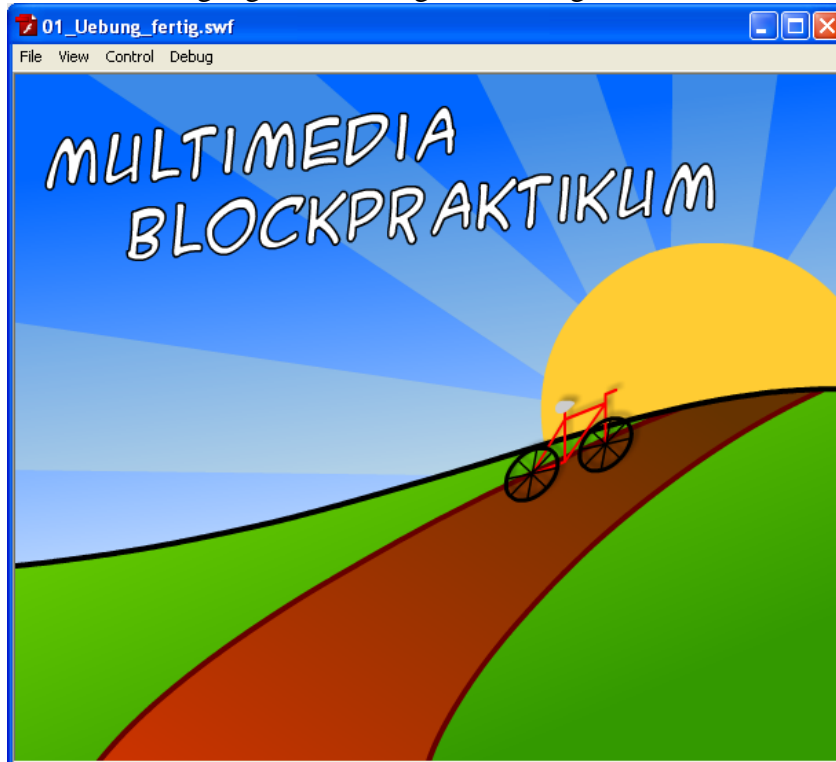 01_Uebung_fertig.swf
File View Control Debug
MULTIMEDIA
BLOCKPRAKTIKUM